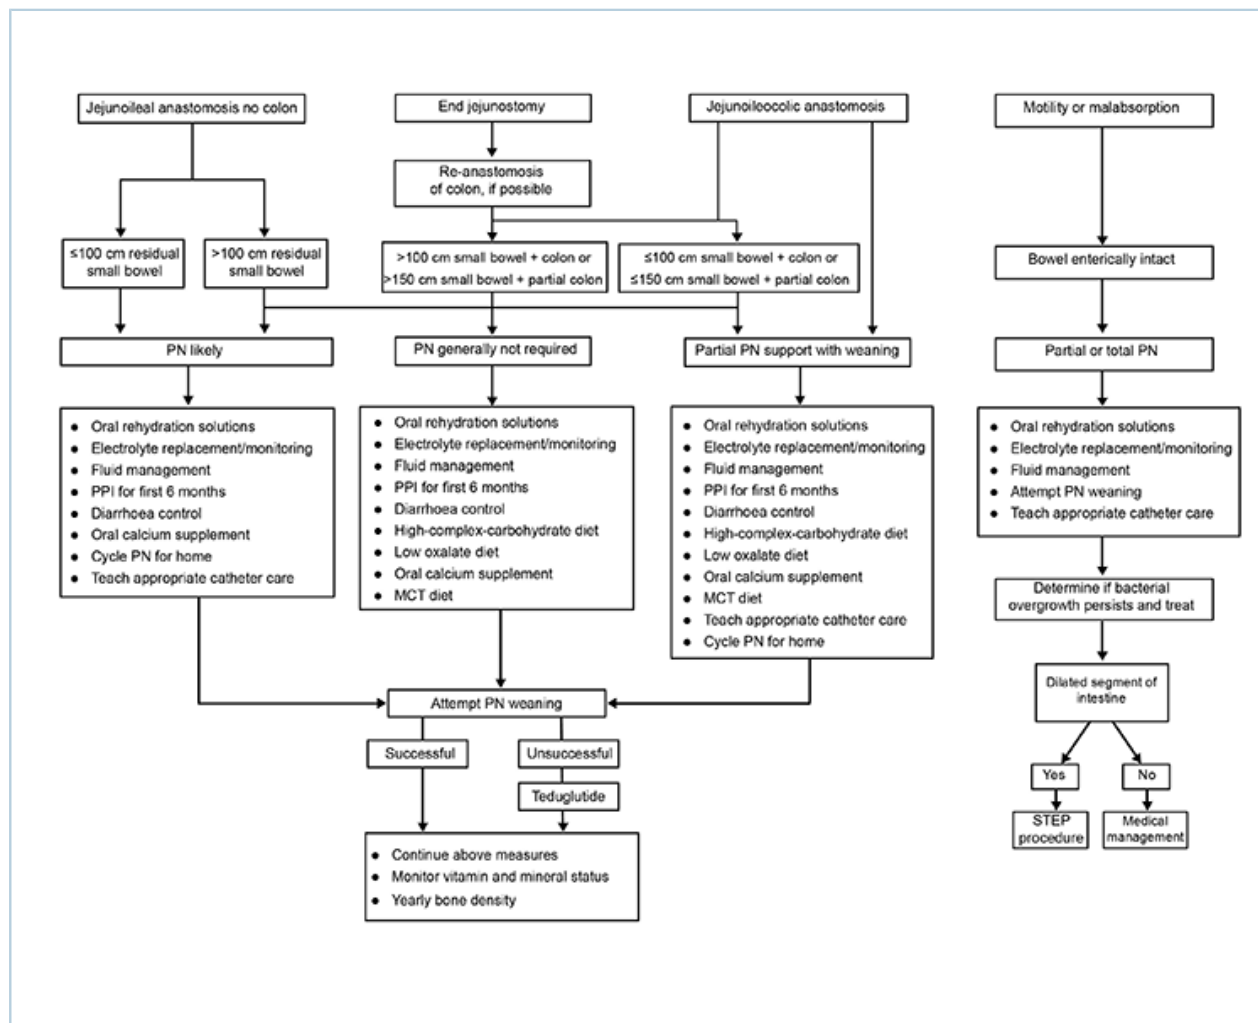 Jejunoileal anastomosis no colon
End jejunostomy
Jejunoileocolic anastomosis
Motility or malabsorption
Re-anastomosis
of colon, if possible
≤100 cm residual
small bowel
>100 cm residual
small bowel
>100 cm small bowel + colon or
>150 cm small bowel + partial colon
≤100 cm small bowel + colon or
≤150 cm small bowel + partial colon
Bowel enterically intact
PN likely
PN generally not required
Partial PN support with weaning
Partial or total PN
● Oral rehydration solutions
● Electrolyte replacement/monitoring
● Fluid management
● PPI for first 6 months
● Diarrhoea control
● Oral calcium supplement
● Cycle PN for home
● Teach appropriate catheter care
● Oral rehydration solutions
● Electrolyte replacement/monitoring
● Fluid management
● PPI for first 6 months
● Diarrhoea control
● High-complex-carbohydrate diet
● Low oxalate diet
● Oral calcium supplement
● MCT diet
● Oral rehydration solutions
● Electrolyte replacement/monitoring
● Fluid management
● PPI for first 6 months
● Diarrhoea control
● High-complex-carbohydrate diet
● Low oxalate diet
● Oral calcium supplement
● MCT diet
● Teach appropriate catheter care
● Cycle PN for home
● Oral rehydration solutions
● Electrolyte replacement/monitoring
● Fluid management
● Attempt PN weaning
● Teach appropriate catheter care
Determine if bacterial
overgrowth persists and treat
Dilated segment of
intestine
Yes
No
STEP
procedure
Medical
management
Attempt PN weaning
Successful
Unsuccessful
Teduglutide
● Continue above measures
● Monitor vitamin and mineral status
● Yearly bone density